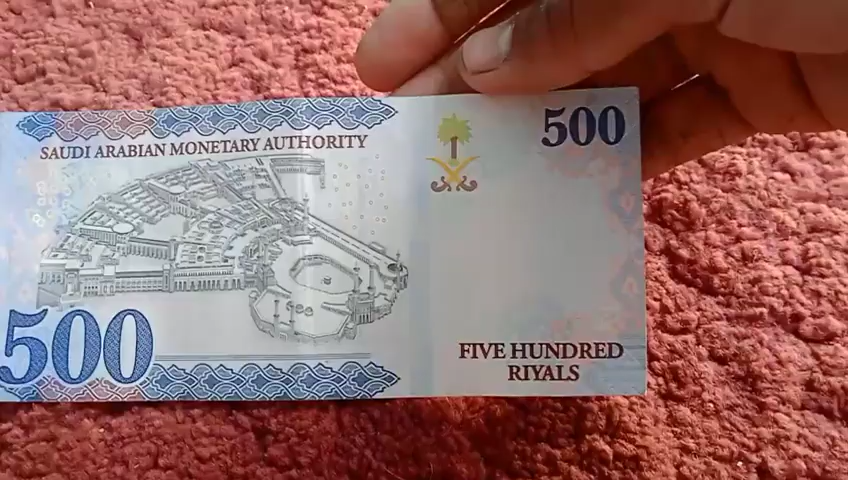 500
SAUDI ARABIAN MONETARY AUTHORITY
500
FIVE HUNDRED
RIYALS